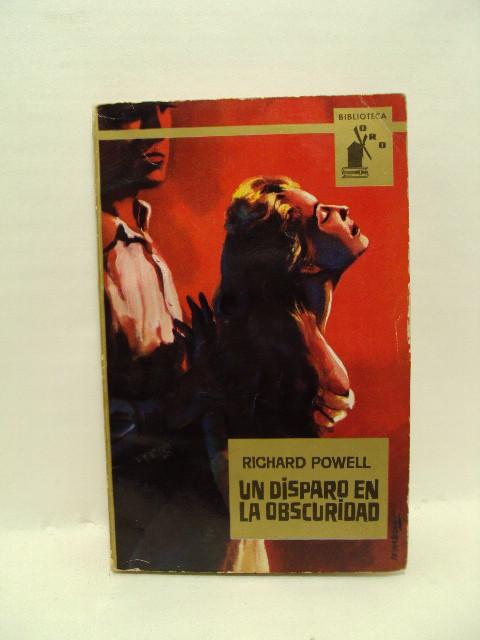 BIBLIOTECA
ORO
RICHARD POWELL
UN DISPARO EN
LA OBSCURIDAD